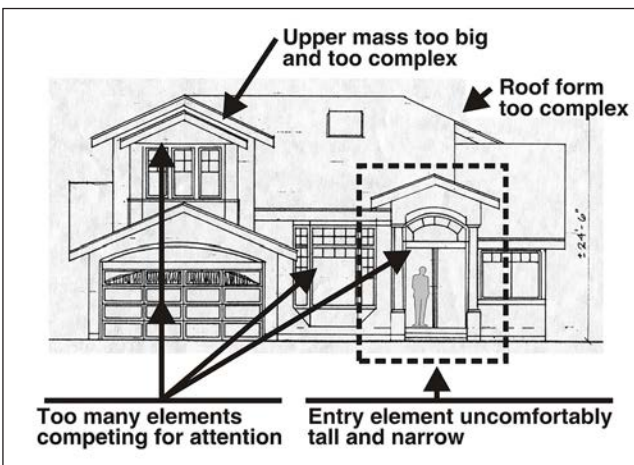 Upper mass too big
and too complex
Roof form
too complex
±24'-6"
Too many elements
competing for attention
Entry element uncomfortably
tall and narrow